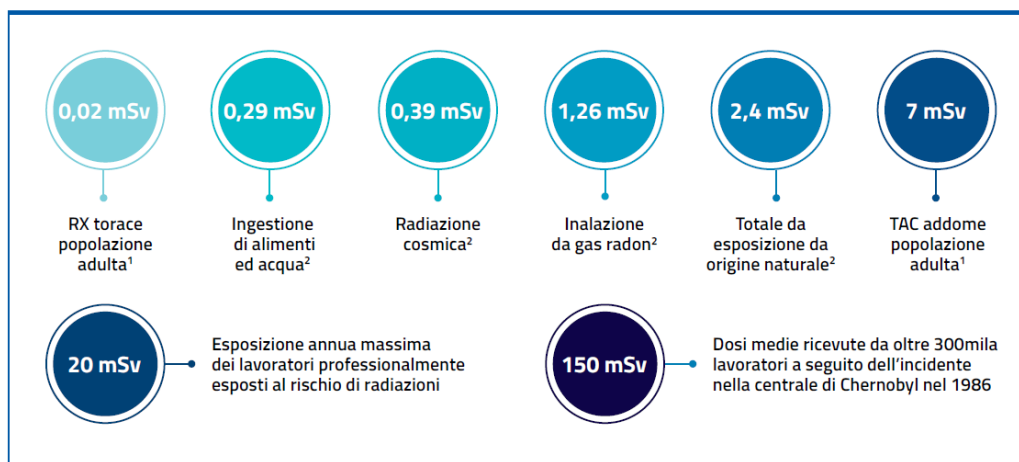 0,02 mSv
RX torace
popolazione
adulta¹
0,29 mSv
Ingestione
di alimenti
ed acqua²
0,39 mSv
Radiazione
cosmica²
1,26 mSv
Inalazione
da gas radon²
2,4 mSv
Totale da
esposizione da
origine naturale²
7 mSv
TAC addome
popolazione
adulta¹
20 mSv
Esposizione annua massima
dei lavoratori professionalmente
esposti al rischio di radiazioni
150 mSv
Dosi medie ricevute da oltre 300mila
lavoratori a seguito dell’incidente
nella centrale di Chernobyl nel 1986